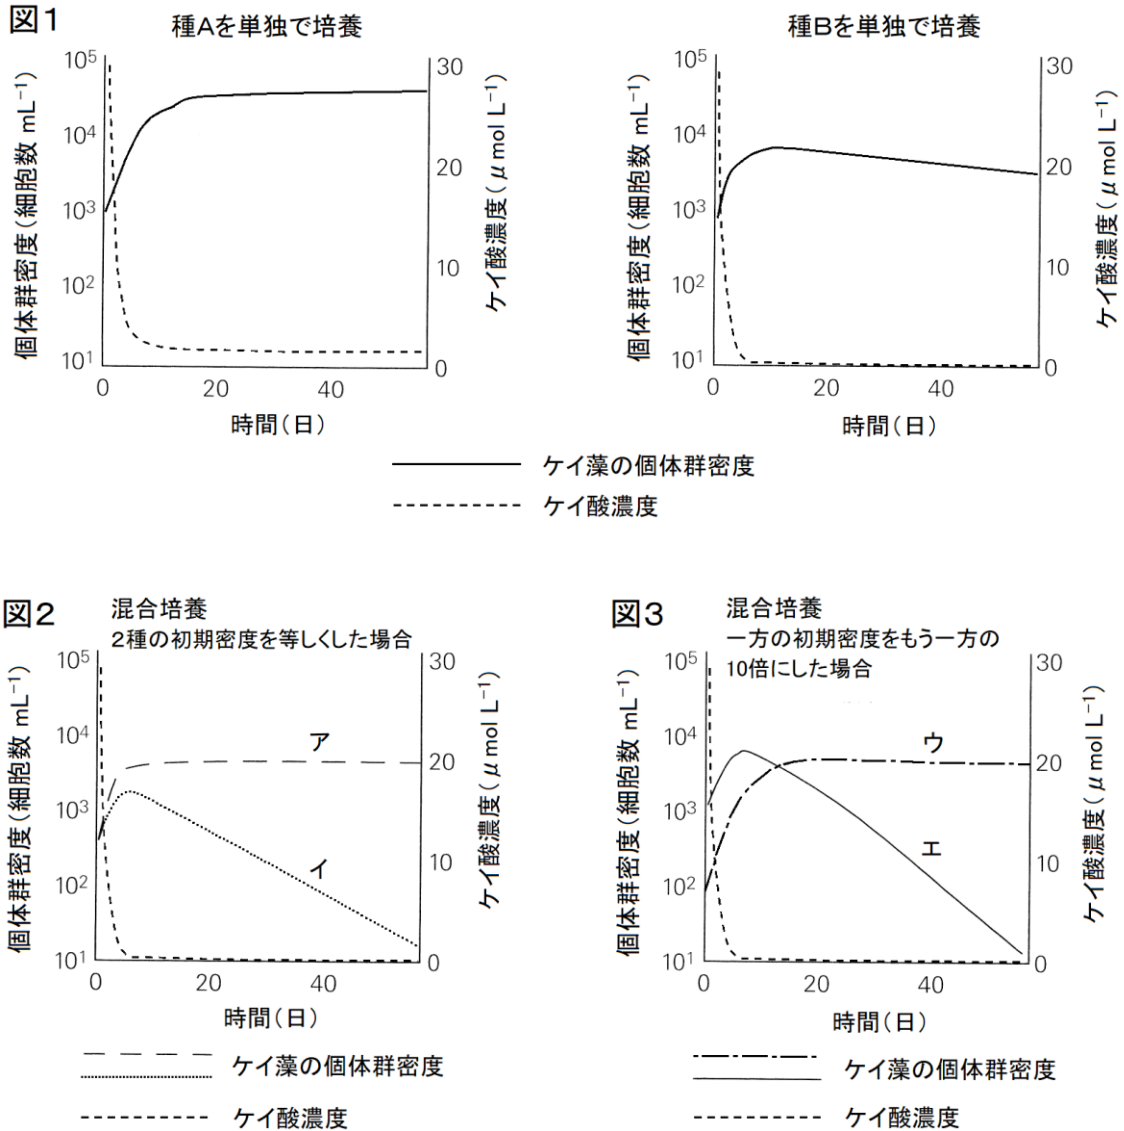 図1
種Aを単独で培養
種Bを単独で培養
個体群密度(細胞数 mL⁻¹)
10⁵
10⁴
10³
10²
10¹
30
20
10
0
ケイ酸濃度(μmol L⁻¹)
0 20 40
時間(日)
個体群密度(細胞数 mL⁻¹)
10⁵
10⁴
10³
10²
10¹
30
20
10
0
ケイ酸濃度(μmol L⁻¹)
0 20 40
時間(日)
ケイ藻の個体群密度
ケイ酸濃度
図2
混合培養
2種の初期密度を等しくした場合
個体群密度(細胞数 mL⁻¹)
10⁵
10⁴
10³
10²
10¹
ア
イ
30
20
10
0
ケイ酸濃度(μmol L⁻¹)
0 20 40
時間(日)
ケイ藻の個体群密度
ケイ酸濃度
図3
混合培養
一方の初期密度をもう一方の
10倍にした場合
個体群密度(細胞数 mL⁻¹)
10⁵
10⁴
10³
10²
10¹
ウ
エ
30
20
10
0
ケイ酸濃度(μmol L⁻¹)
0 20 40
時間(日)
ケイ藻の個体群密度
ケイ酸濃度